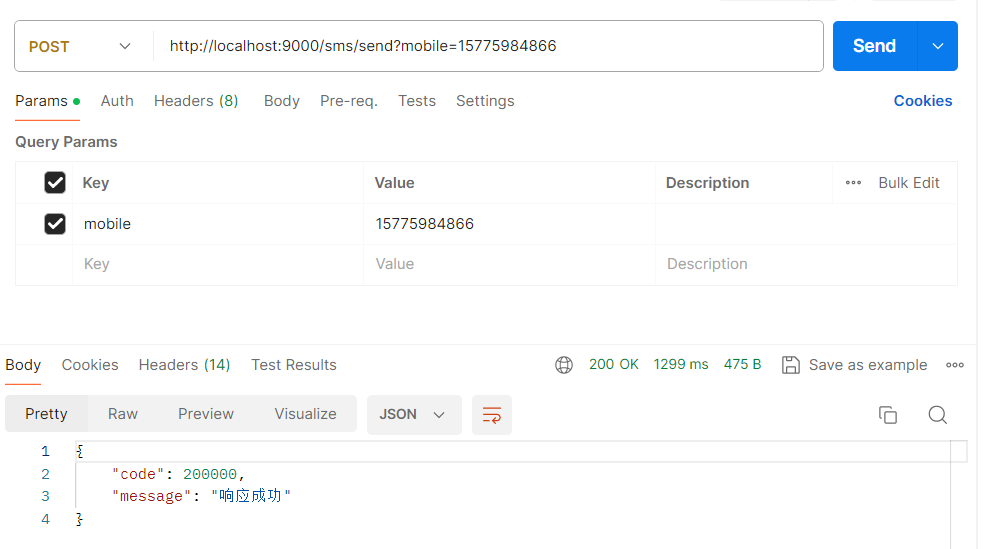 POST http://localhost:9000/sms/send?mobile=15775984866 Send
Params Auth Headers (8) Body Pre-req. Tests Settings Cookies
Query Params
Key Value Description Bulk Edit
mobile 15775984866
Key Value Description
Body Cookies Headers (14) Test Results 200 OK 1299 ms 475 B Save as example
Pretty Raw Preview Visualize JSON
1 {
2 "code": 200000,
3 "message": "响应成功"
4 }